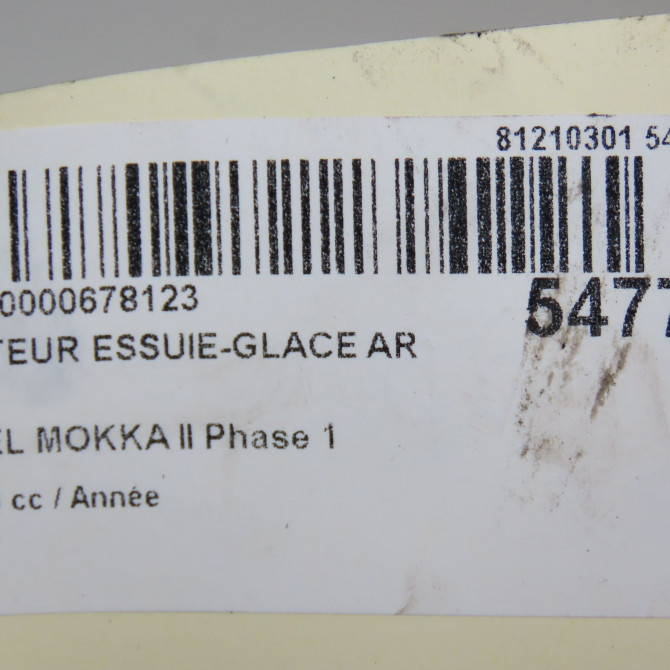 81210301 54
0000678123
5477
TEUR ESSUIE-GLACE AR
EL MOKKA II Phase 1
cc / Année